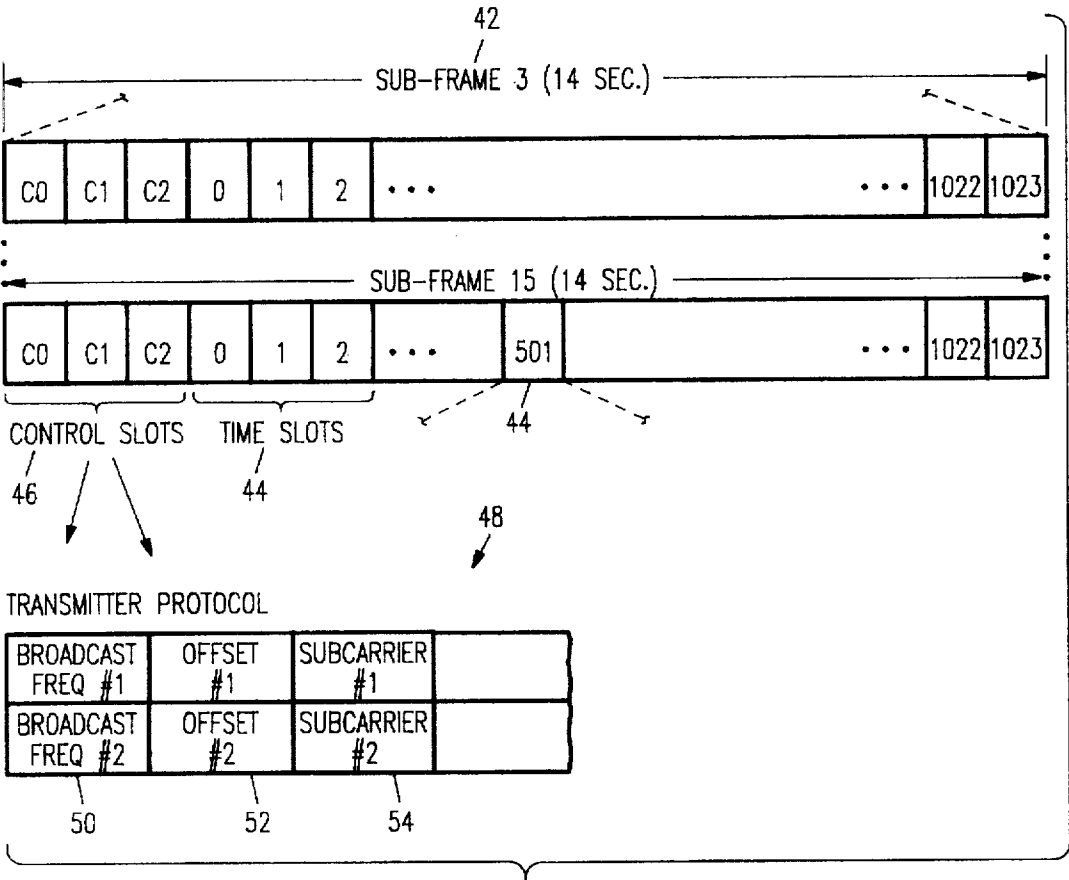 42
SUB-FRAME 3 (14 SEC.)
C0 C1 C2 0 1 2 ••• ••• 1022 1023
SUB-FRAME 15 (14 SEC.)
C0 C1 C2 0 1 2 ••• 501 ••• 1022 1023
44
CONTROL SLOTS TIME SLOTS
46 44
48
TRANSMITTER PROTOCOL
BROADCAST OFFSET SUBCARRIER
FREQ #1 #1 #1
BROADCAST OFFSET SUBCARRIER
FREQ #2 #2 #2
50 52 54